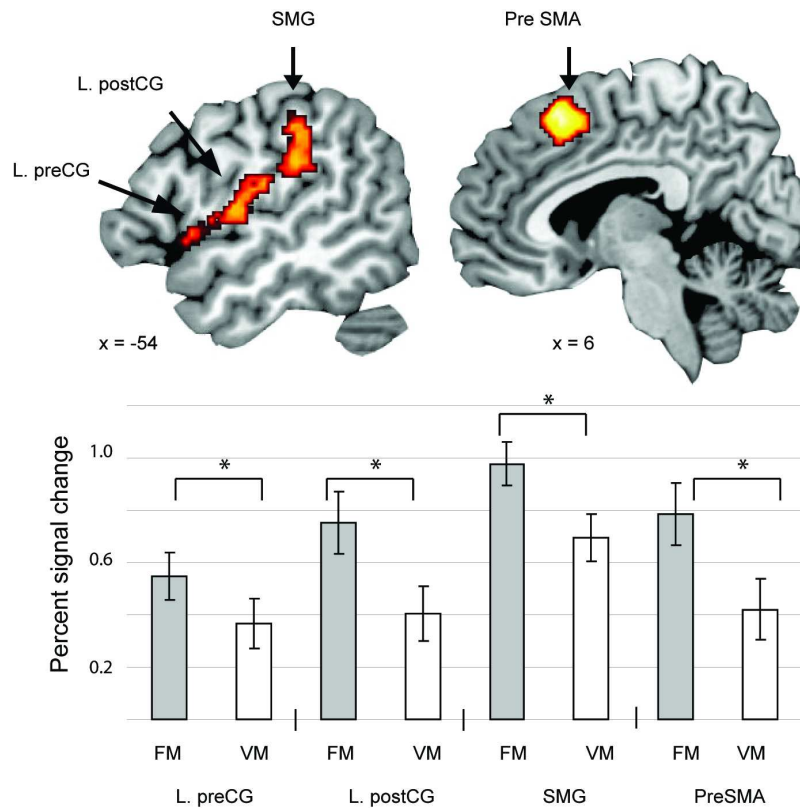 SMG
Pre SMA
L. postCG
L. preCG
x = -54
x = 6
Percent signal change
1.0
0.6
0.2
*
*
*
*
FM VM FM VM FM VM FM VM
L. preCG L. postCG SMG PreSMA